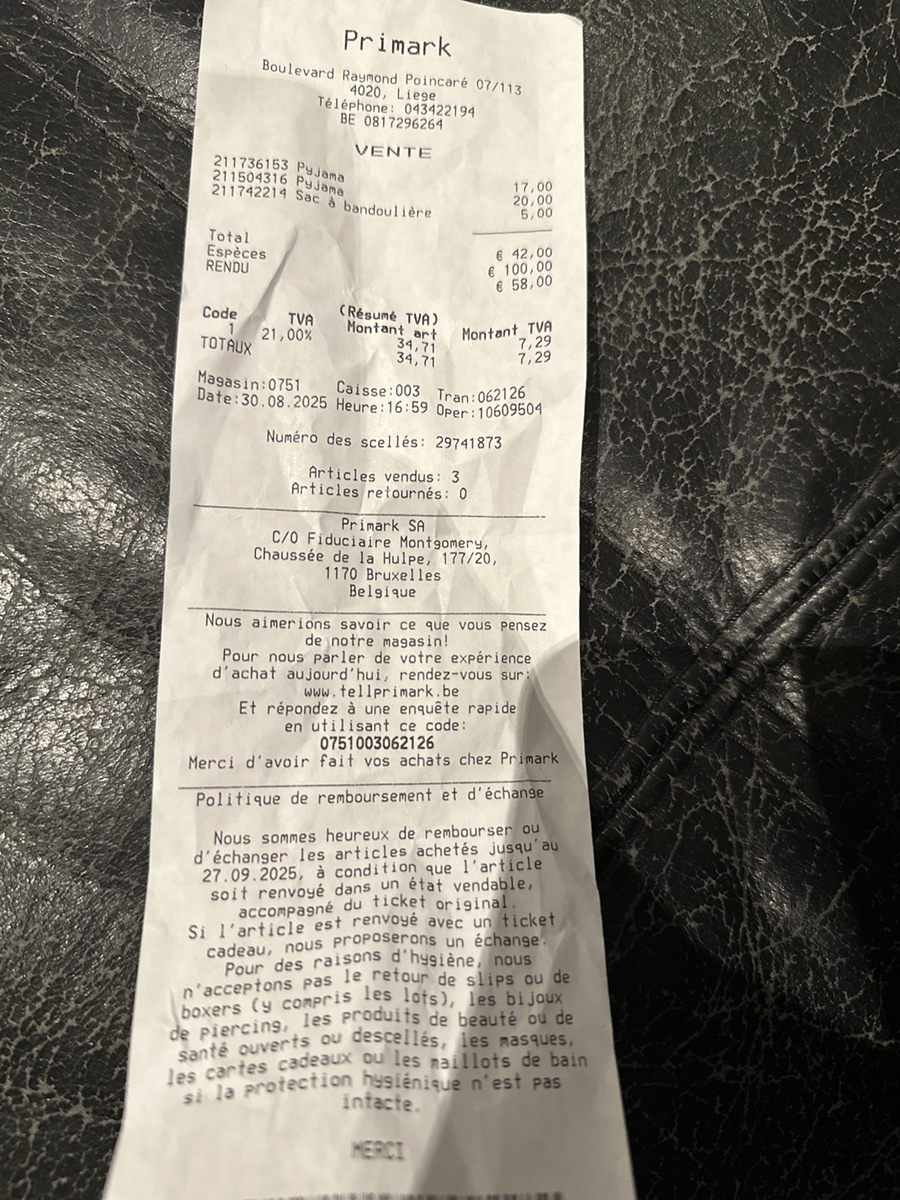 Primark
Boulevard Raymond Poincaré 07/113
4020, Liege
Téléphone: 043422194
BE 0817296264
VENTE
211736153 Pyjama 17,00
211504316 Pyjama 20,00
211742214 Sac à bandoulière 5,00
Total € 42,00
Espèces € 100,00
RENDU € 58,00
(Résumé TVA)
Code TVA Montant art Montant TVA
1 21,00% 34,71 7,29
TOTAUX 34,71 7,29
Magasin:0751 Caisse:003 Tran:062126
Date:30.08.2025 Heure:16:59 Oper:10609504
Numéro des scellés: 29741873
Articles vendus: 3
Articles retournés: 0
Primark SA
C/O Fiduciaire Montgomery,
Chaussée de la Hulpe, 177/20,
1170 Bruxelles
Belgique
Nous aimerions savoir ce que vous pensez
de notre magasin!
Pour nous parler de votre expérience
d'achat aujourd'hui, rendez-vous sur:
www.tellprimark.be
Et répondez à une enquête rapide
en utilisant ce code:
0751003062126
Merci d'avoir fait vos achats chez Primark
Politique de remboursement et d'échange
Nous sommes heureux de rembourser ou
d'échanger les articles achetés jusqu'au
27.09.2025, à condition que l'article
soit renvoyé dans un état vendable,
accompagné du ticket original.
Si l'article est renvoyé avec un ticket
cadeau, nous proposerons un échange.
Pour des raisons d'hygiène, nous
n'acceptons pas le retour de slips ou de
boxers (y compris les lots), les bijoux
de piercing, les produits de beauté ou de
santé ouverts ou descellés, les masques,
les cartes cadeaux ou les maillots de bain
si la protection hygiénique n'est pas
intacte.
MERCI